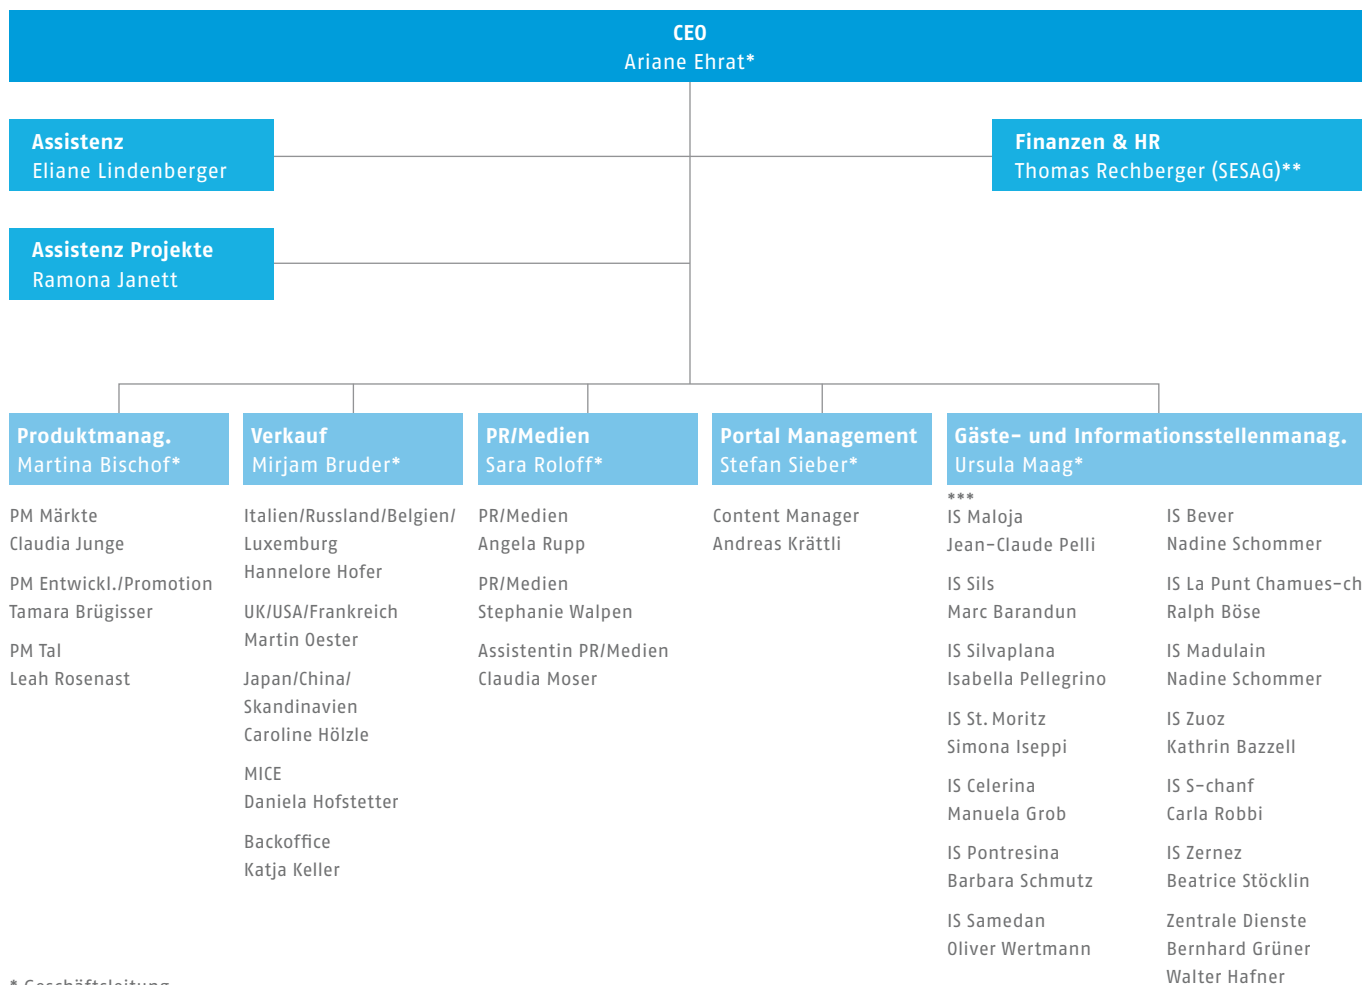 CEO
Ariane Ehrat*
Assistenz
Eliane Lindenberger
Finanzen & HR
Thomas Rechberger (SESAG)**
Assistenz Projekte
Ramona Janett
Produktmanag.
Martina Bischof*
PM Märkte
Claudia Junge
PM Entwickl./Promotion
Tamara Brügisser
PM Tal
Leah Rosenast
Verkauf
Mirjam Bruder*
Italien/Russland/Belgien/
Luxemburg
Hannelore Hofer
UK/USA/Frankreich
Martin Oester
Japan/China/
Skandinavien
Caroline Hölzle
MICE
Daniela Hofstetter
Backoffice
Katja Keller
PR/Medien
Sara Roloff*
PR/Medien
Angela Rupp
PR/Medien
Stephanie Walpen
Assistentin PR/Medien
Claudia Moser
Portal Management
Stefan Sieber*
Content Manager
Andreas Krättli
Gäste- und Informationsstellenmanag.
Ursula Maag*
***
IS Maloja
Jean-Claude Pelli
IS Sils
Marc Barandun
IS Silvaplana
Isabella Pellegrino
IS St. Moritz
Simona Iseppi
IS Celerina
Manuela Grob
IS Pontresina
Barbara Schmutz
IS Samedan
Oliver Wertmann
IS Bever
Nadine Schommer
IS La Punt Chamues-ch
Ralph Böse
IS Madulain
Nadine Schommer
IS Zuoz
Kathrin Bazzell
IS S-chanf
Carla Robbi
IS Zernez
Beatrice Stöcklin
Zentrale Dienste
Bernhard Grüner
Walter Hafner
* Geschäftsleitung